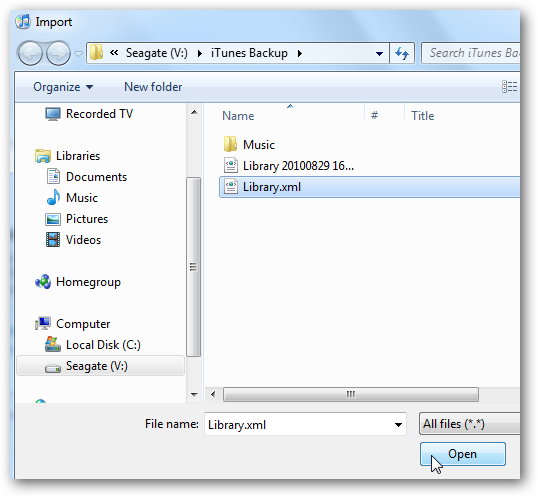 Import
« Seagate (V:) iTunes Backup
Search iTunes Ba
Organize New folder
Recorded TV
Libraries
Documents
Music
Pictures
Videos
Homegroup
Computer
Local Disk (C:)
Seagate (V:)
Name # Title
Music
Library 20100829 16...
Library.xml
File name: Library.xml All files (*.*)
Open